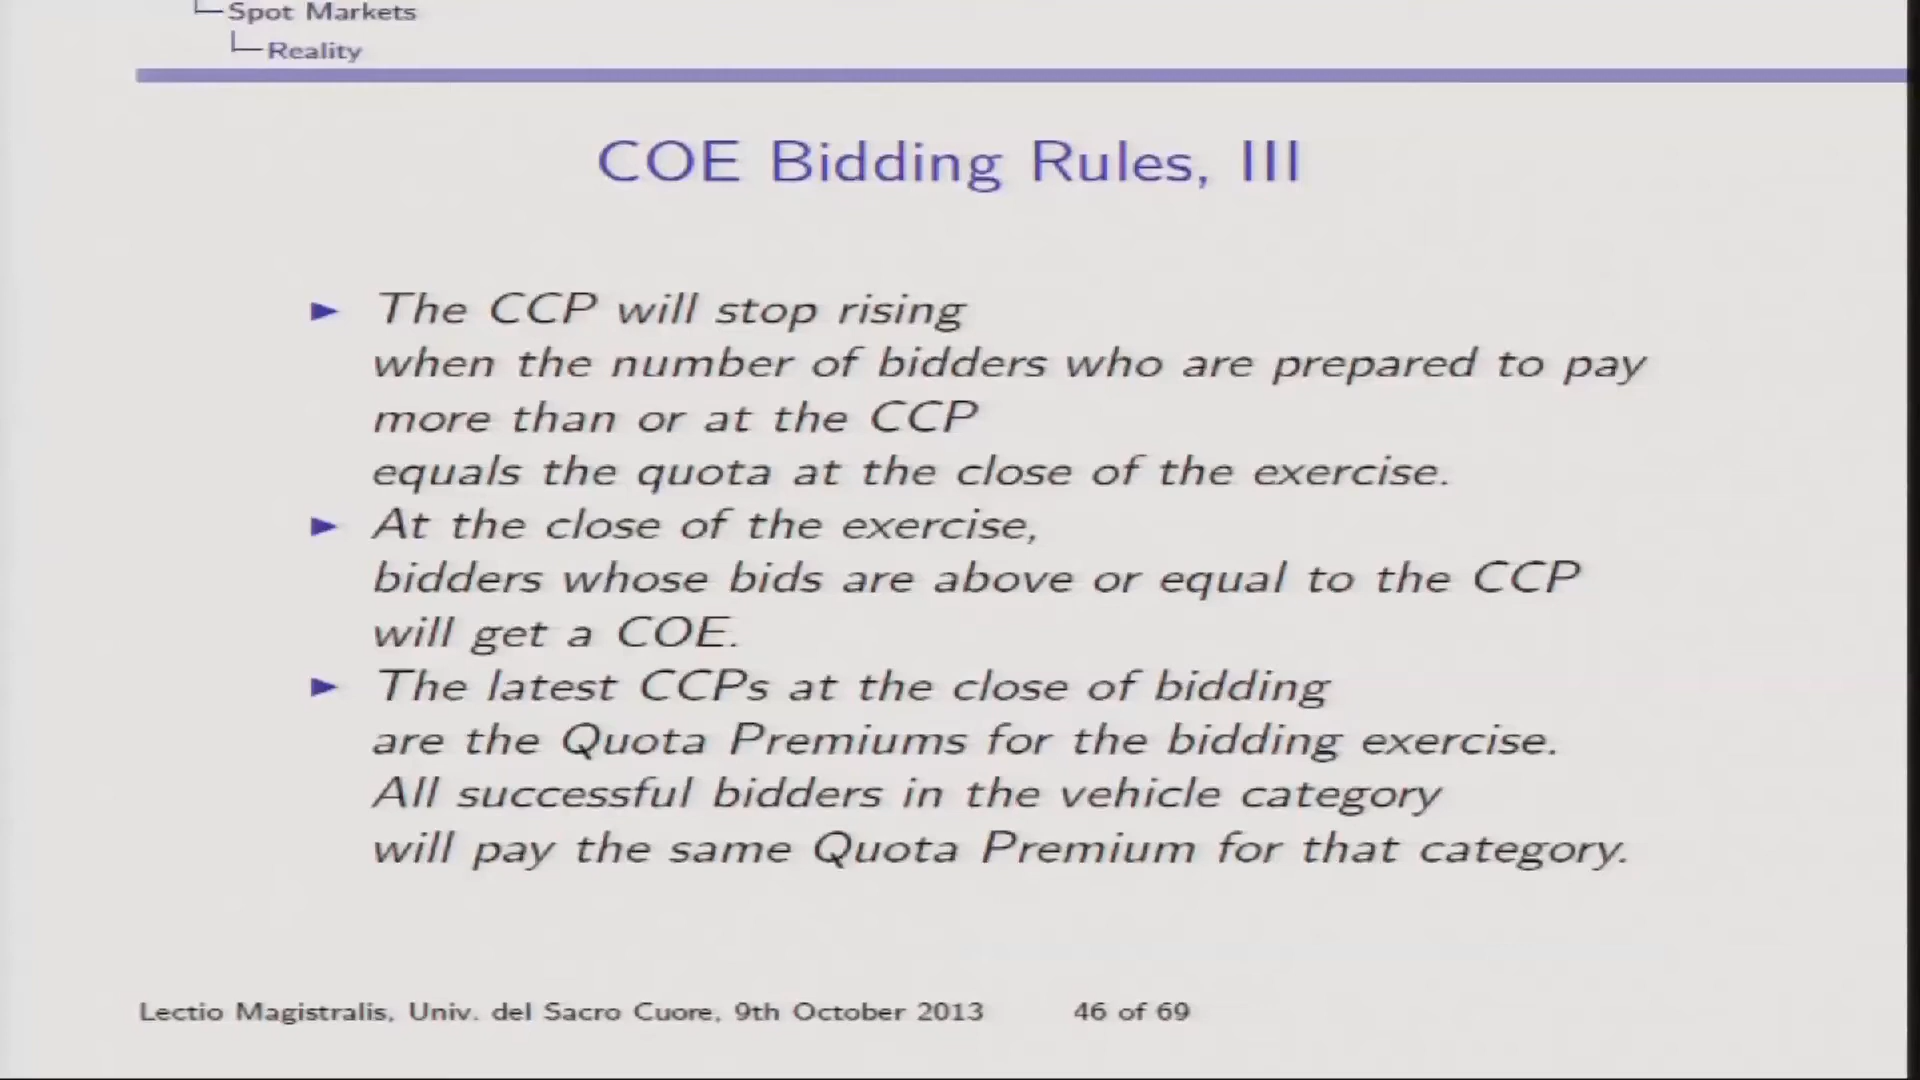 Spot Markets
Reality
COE Bidding Rules, III
► The CCP will stop rising
when the number of bidders who are prepared to pay
more than or at the CCP
equals the quota at the close of the exercise.
► At the close of the exercise,
bidders whose bids are above or equal to the CCP
will get a COE.
► The latest CCPs at the close of bidding
are the Quota Premiums for the bidding exercise.
All successful bidders in the vehicle category
will pay the same Quota Premium for that category.
Lectio Magistralis, Univ. del Sacro Cuore, 9th October 2013 46 of 69